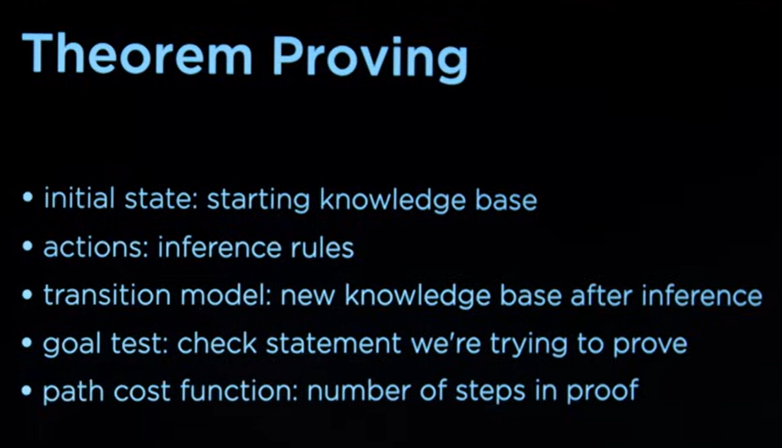 Theorem Proving
• initial state: starting knowledge base
• actions: inference rules
• transition model: new knowledge base after inference
• goal test: check statement we're trying to prove
• path cost function: number of steps in proof